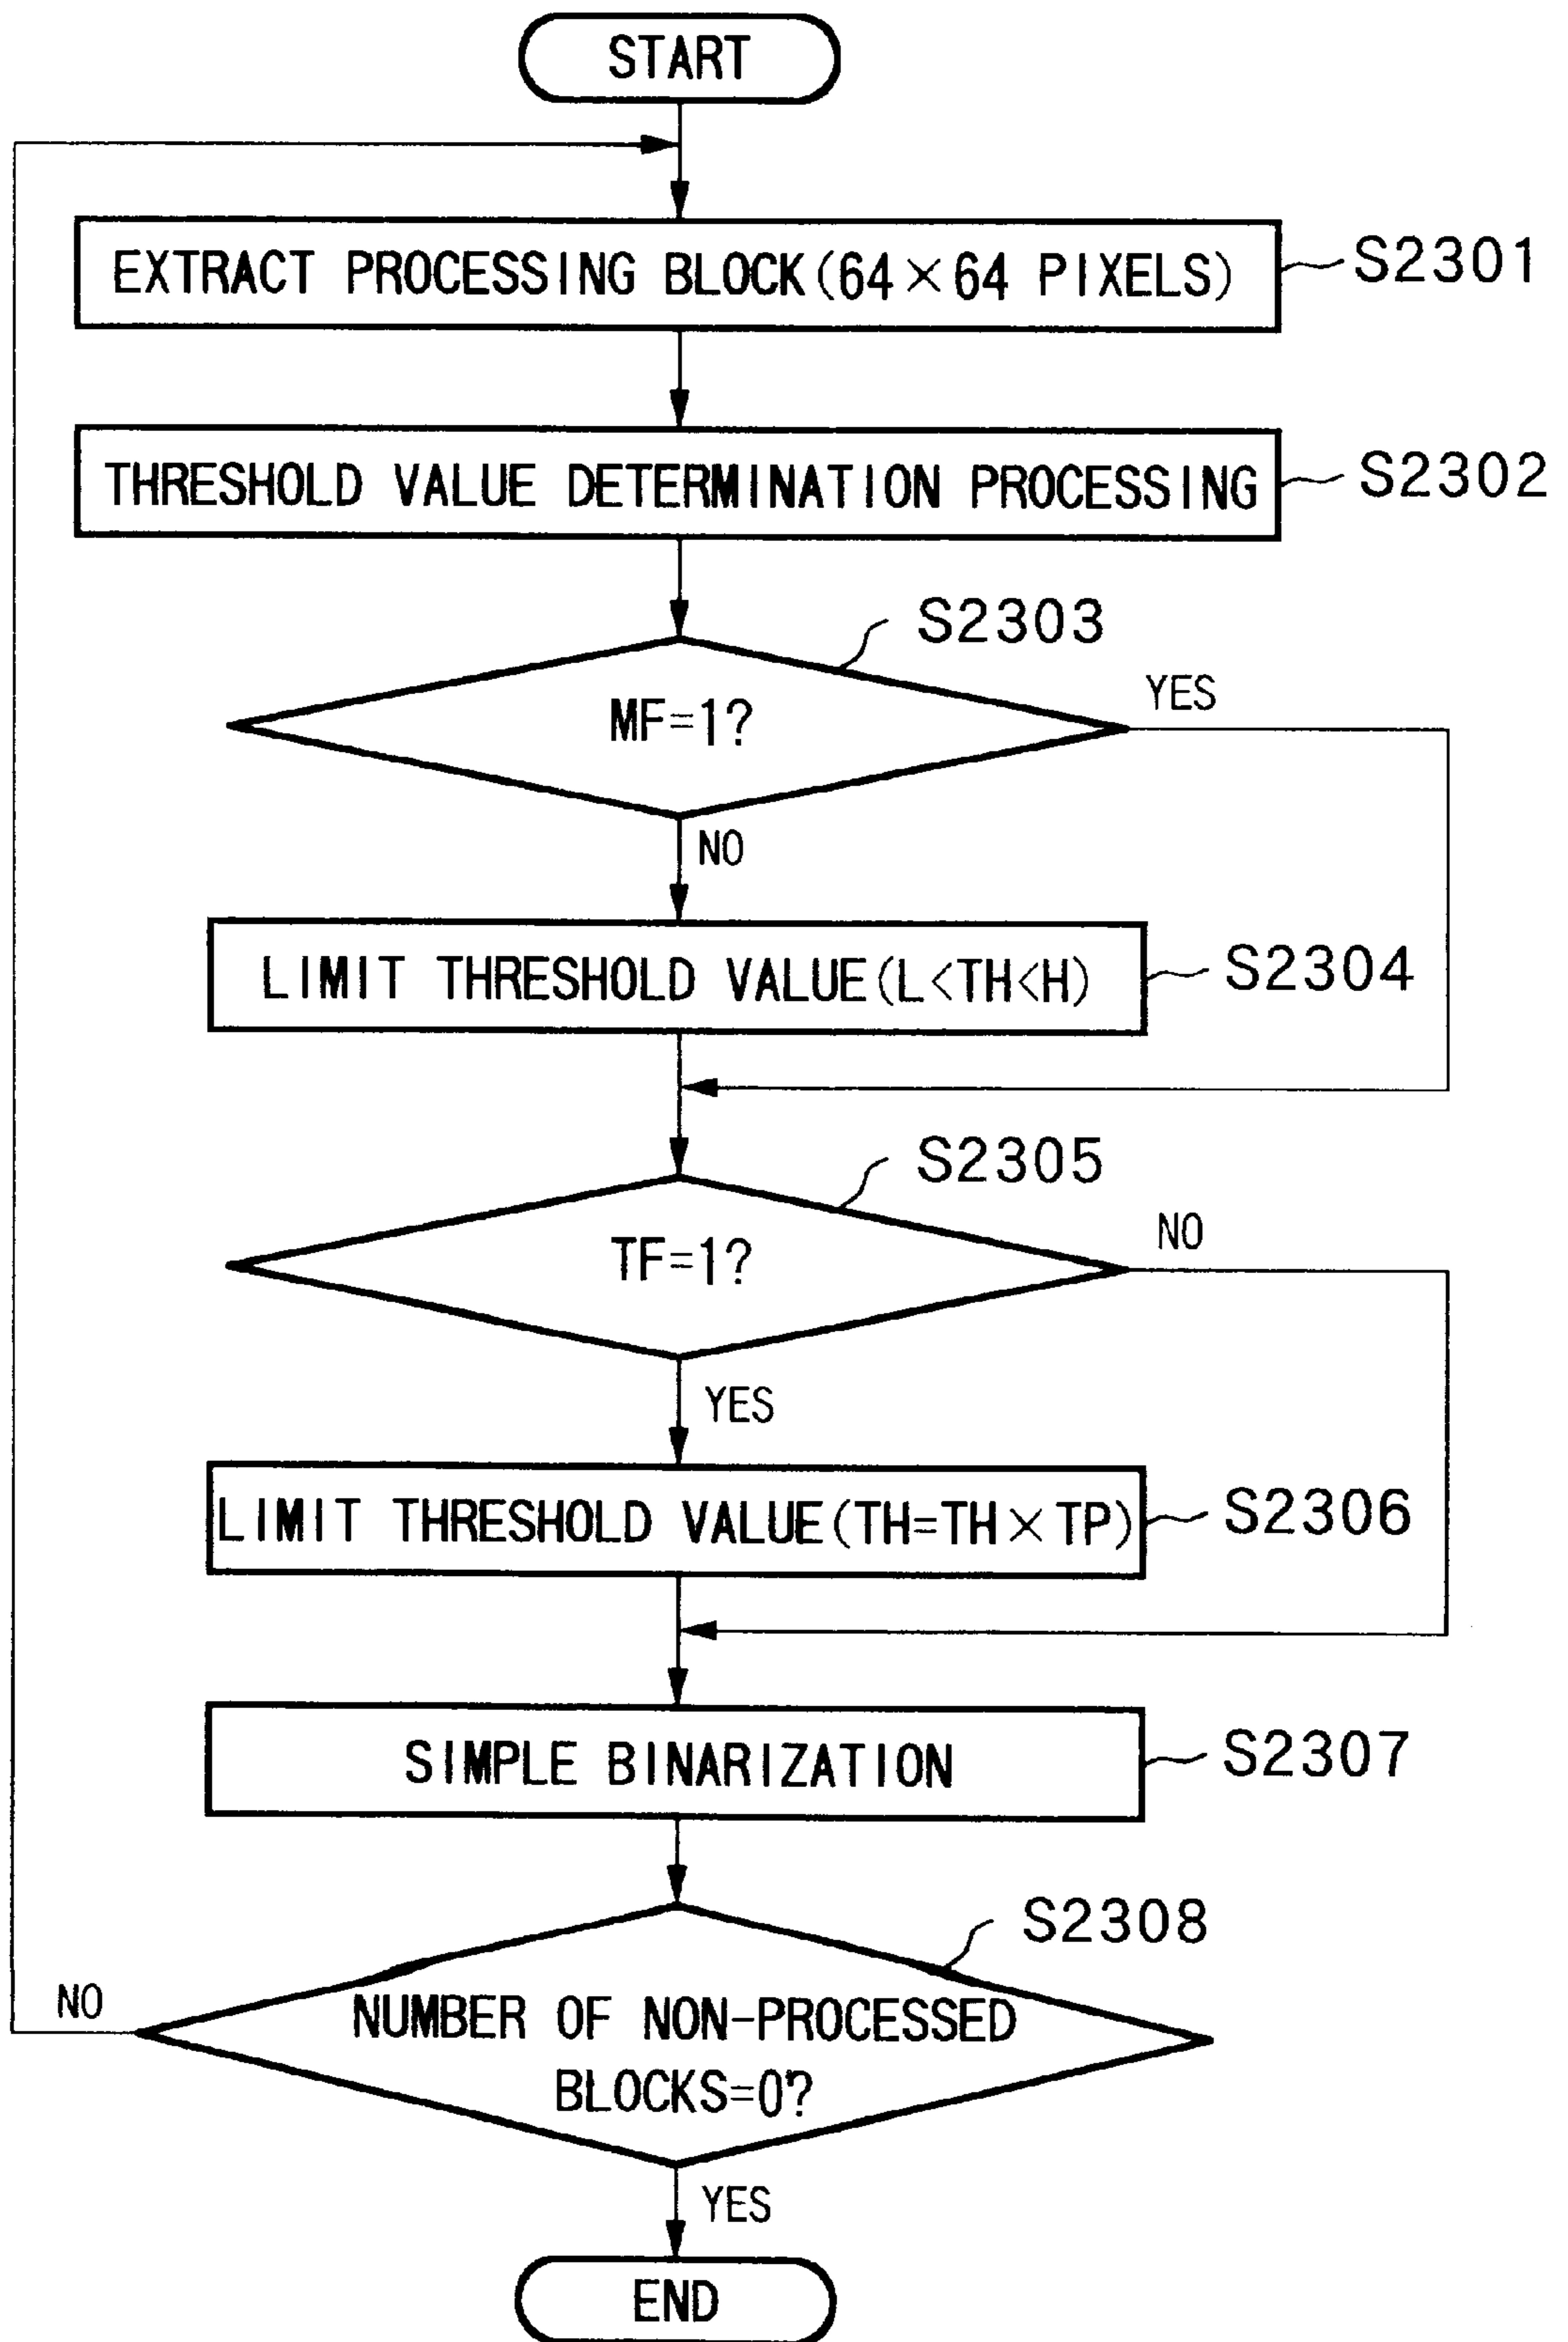 START
EXTRACT PROCESSING BLOCK(64×64 PIXELS)
S2301
THRESHOLD VALUE DETERMINATION PROCESSING
S2302
S2303
MF=1?
YES
NO
LIMIT THRESHOLD VALUE(L<TH<H)
S2304
S2305
TF=1?
NO
YES
LIMIT THRESHOLD VALUE(TH=TH×TP)
S2306
SIMPLE BINARIZATION
S2307
S2308
NUMBER OF NON-PROCESSED
BLOCKS=0?
NO
YES
END